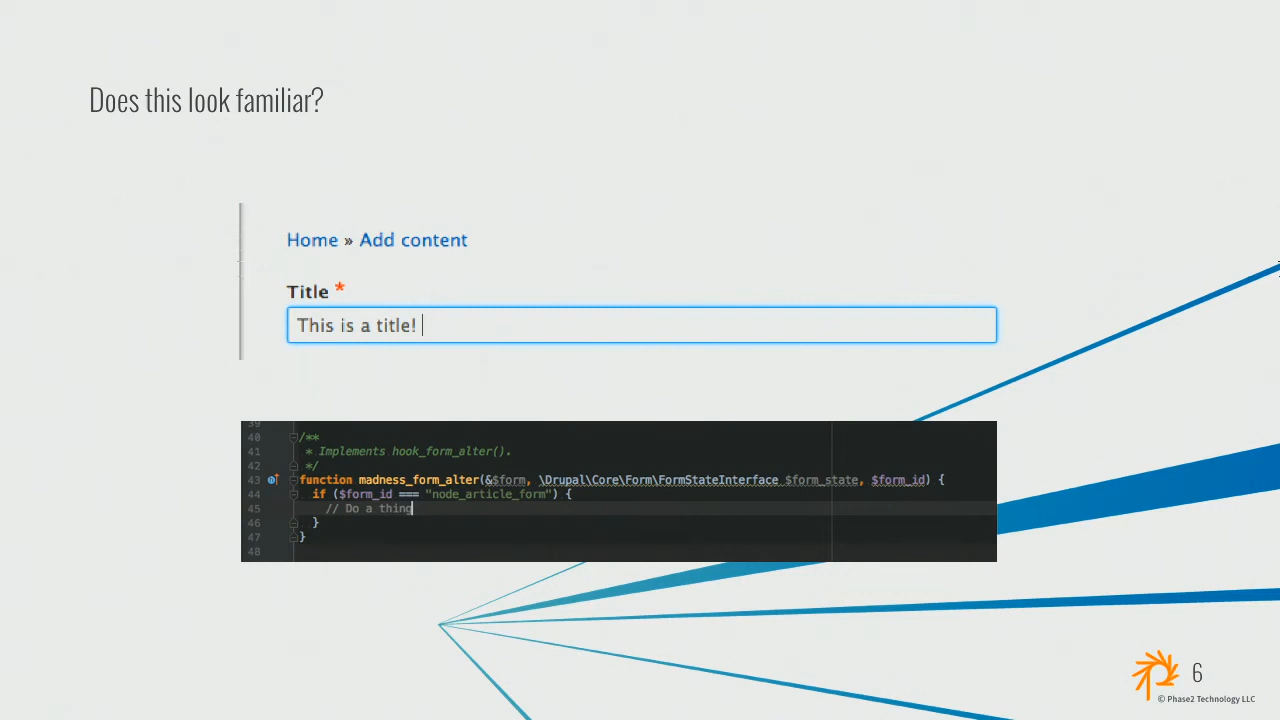 Does this look familiar?
Home » Add content
Title *
This is a title!
39
40 /**
41 * Implements hook_form_alter().
42 */
43 function madness_form_alter(&$form, \Drupal\Core\Form\FormStateInterface $form_state, $form_id) {
44 if ($form_id === "node_article_form") {
45 // Do a thing
46 }
47 }
48
6
© Phase2 Technology LLC